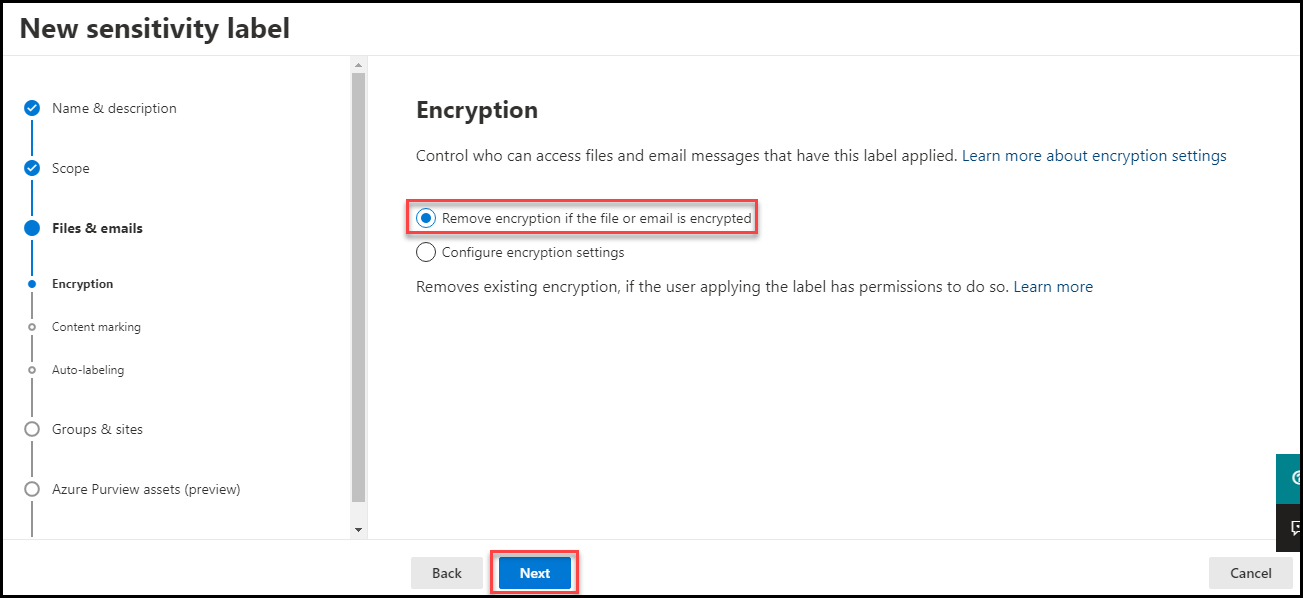 New sensitivity label
Name & description
Scope
Files & emails
Encryption
Content marking
Auto-labeling
Groups & sites
Azure Purview assets (preview)
Encryption
Control who can access files and email messages that have this label applied. Learn more about encryption settings
Remove encryption if the file or email is encrypted
Configure encryption settings
Removes existing encryption, if the user applying the label has permissions to do so. Learn more
Back
Next
Cancel